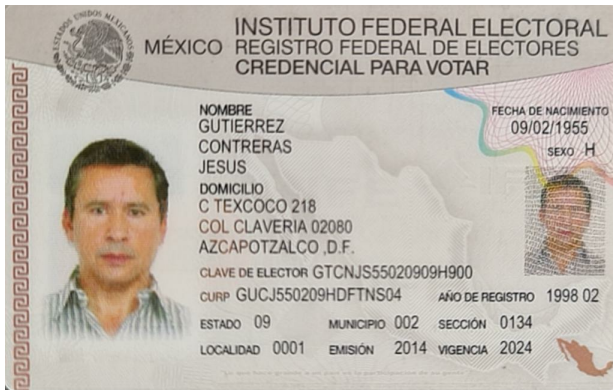 ESTADOS UNIDOS MEXICANOS
MÉXICO
INSTITUTO FEDERAL ELECTORAL
REGISTRO FEDERAL DE ELECTORES
CREDENCIAL PARA VOTAR
NOMBRE
GUTIERREZ
CONTRERAS
JESUS
FECHA DE NACIMIENTO
09/02/1955
SEXO H
DOMICILIO
C TEXCOCO 218
COL CLAVERIA 02080
AZCAPOTZALCO ,D.F.
CLAVE DE ELECTOR GTCNJS55020909H900
CURP GUCJ550209HDFTNS04 AÑO DE REGISTRO 1998 02
ESTADO 09 MUNICIPIO 002 SECCIÓN 0134
LOCALIDAD 0001 EMISIÓN 2014 VIGENCIA 2024